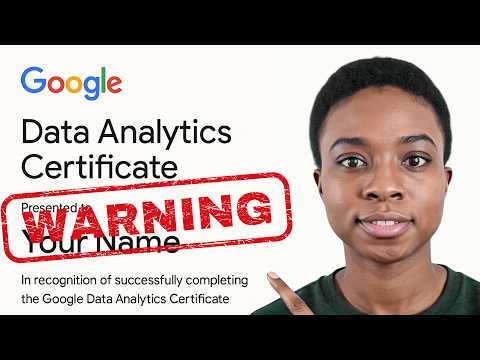 Google
Data Analytics
Certificate
Presented to
WARNING
Your Name
In recognition of successfully completing
the Google Data Analytics Certificate